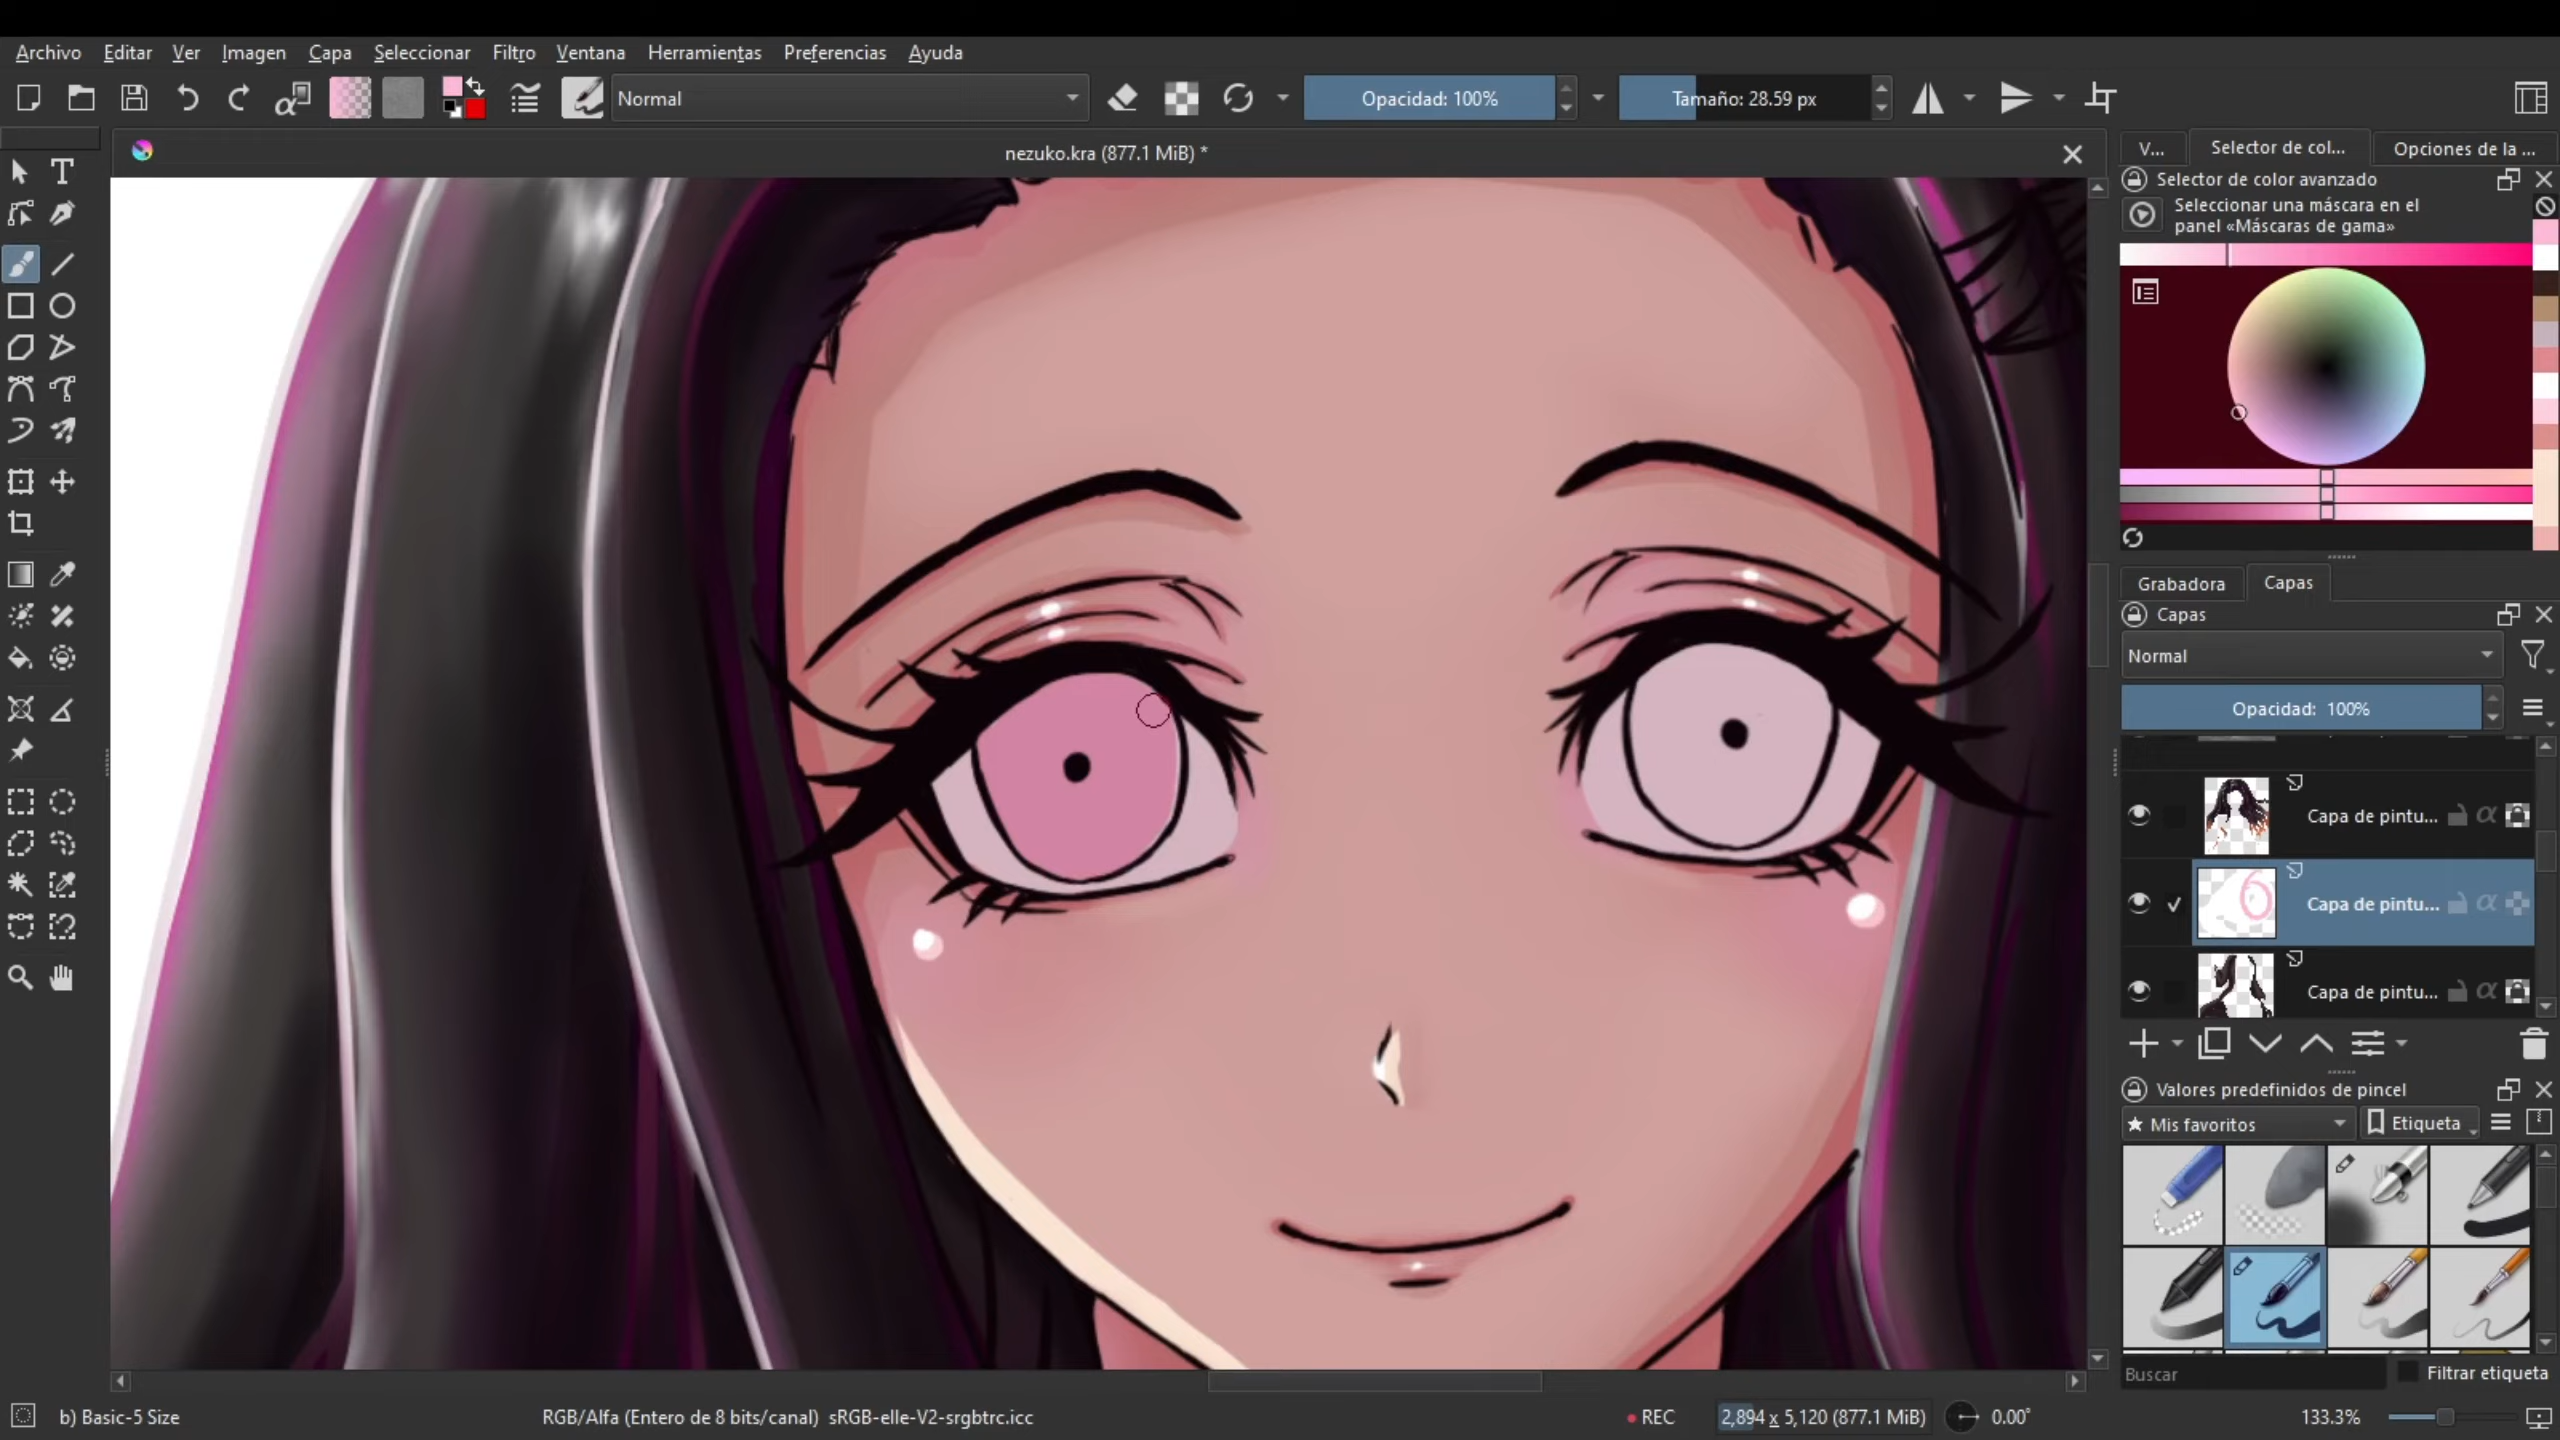 Archivo Editar Ver Imagen Capa Seleccionar Filtro Ventana Herramientas Preferencias Ayuda
Normal Opacidad: 100% Tamaño: 28.59 px
nezuko.kra (877.1 MiB) *
V... Selector de col... Opciones de la ...
Selector de color avanzado
Seleccionar una máscara en el
panel «Máscaras de gama»
Grabadora Capas
Capas
Normal
Opacidad: 100%
Capa de pintu...
Capa de pintu...
Capa de pintu...
Valores predefinidos de pincel
★ Mis favoritos Etiqueta
Buscar Filtrar etiqueta
b) Basic-5 Size RGB/Alfa (Entero de 8 bits/canal) sRGB-elle-V2-srgbtrc.icc REC 2,894 x 5,120 (877.1 MiB) 0.00° 133.3%